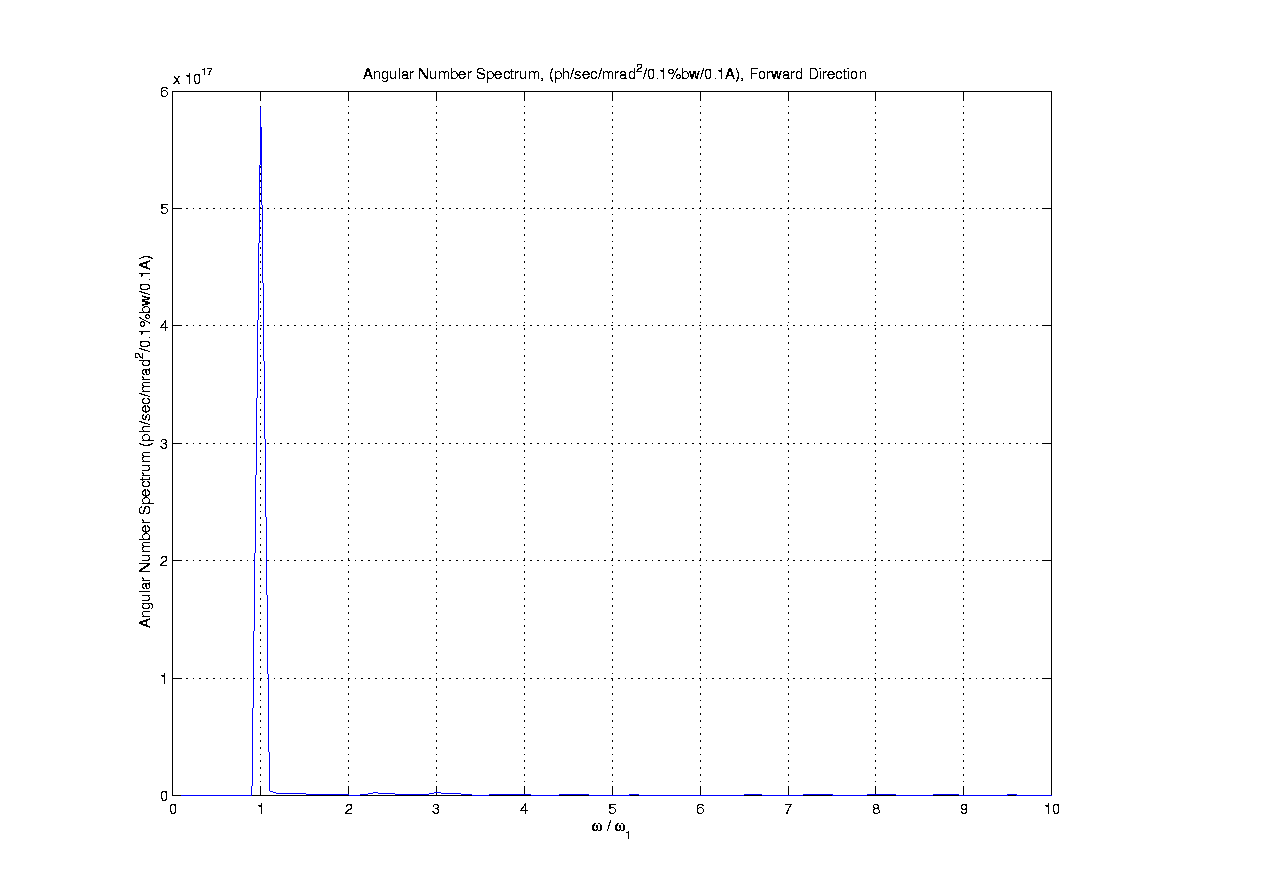 Angular Number Spectrum, (ph/sec/mrad²/0.1%bw/0.1A), Forward Direction
x 10¹⁷
6
5
4
3
2
1
0
Angular Number Spectrum (ph/sec/mrad²/0.1%bw/0.1A)
0 1 2 3 4 5 6 7 8 9 10
ω / ω₁